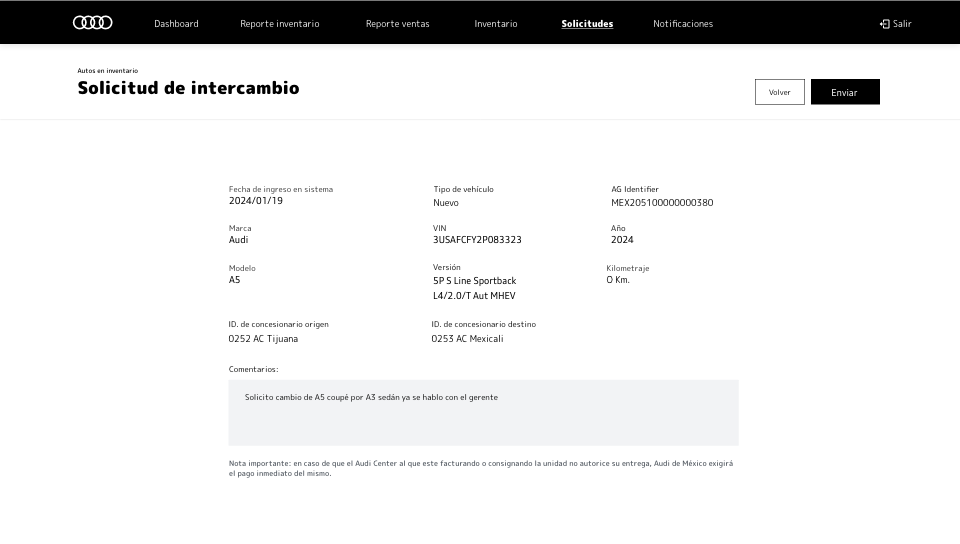 Dashboard Reporte inventario Reporte ventas Inventario Solicitudes Notificaciones Salir
Autos en inventario
Solicitud de intercambio
Volver Enviar
Fecha de ingreso en sistema Tipo de vehículo AG Identifier
2024/01/19 Nuevo MEX205100000000380
Marca VIN Año
Audi 3USAFCFY2P083323 2024
Modelo Versión Kilometraje
A5 5P S Line Sportback 0 Km.
L4/2.0/T Aut MHEV
ID. de concesionario origen ID. de concesionario destino
0252 AC Tijuana 0253 AC Mexicali
Comentarios:
Solicito cambio de A5 coupé por A3 sedán ya se hablo con el gerente
Nota importante: en caso de que el Audi Center al que este facturando o consignando la unidad no autorice su entrega, Audi de México exigirá
el pago inmediato del mismo.